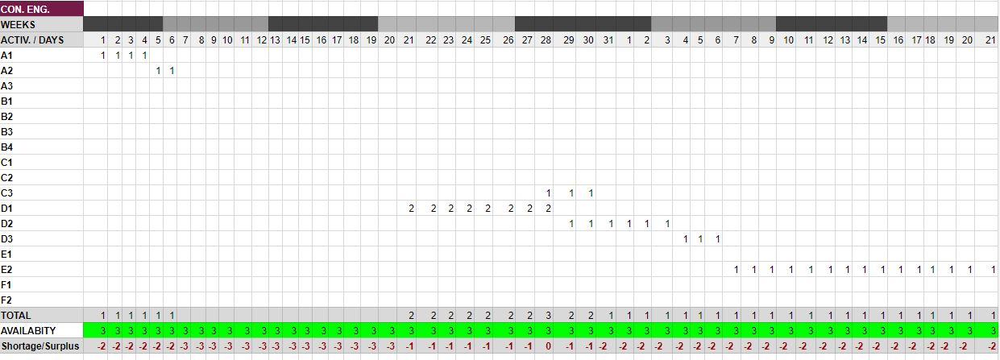 CON. ENG.
WEEKS
ACTIV. / DAYS 1 2 3 4 5 6 7 8 9 10 11 12 13 14 15 16 17 18 19 20 21 22 23 24 25 26 27 28 29 30 31 1 2 3 4 5 6 7 8 9 10 11 12 13 14 15 16 17 18 19 20 21
A1 1 1 1 1
A2 1 1
A3
B1
B2
B3
B4
C1
C2
C3 1 1 1
D1 2 2 2 2 2 2 2 2
D2 1 1 1 1 1 1
D3 1 1 1
E1
E2 1 1 1 1 1 1 1 1 1 1 1 1 1 1 1
F1
F2
TOTAL 1 1 1 1 1 1 2 2 2 2 2 2 2 3 2 2 1 1 1 1 1 1 1 1 1 1 1 1 1 1 1 1 1 1 1 1 1 1
AVAILABITY 3 3 3 3 3 3 3 3 3 3 3 3 3 3 3 3 3 3 3 3 3 3 3 3 3 3 3 3 3 3 3 3 3 3 3 3 3 3 3 3 3 3 3 3 3 3 3 3 3 3 3 3
Shortage/Surplus -2 -2 -2 -2 -2 -2 -3 -3 -3 -3 -3 -3 -3 -3 -3 -3 -3 -3 -3 -3 -1 -1 -1 -1 -1 -1 -1 0 -1 -1 -2 -2 -2 -2 -2 -2 -2 -2 -2 -2 -2 -2 -2 -2 -2 -2 -2 -2 -2 -2 -2 -2